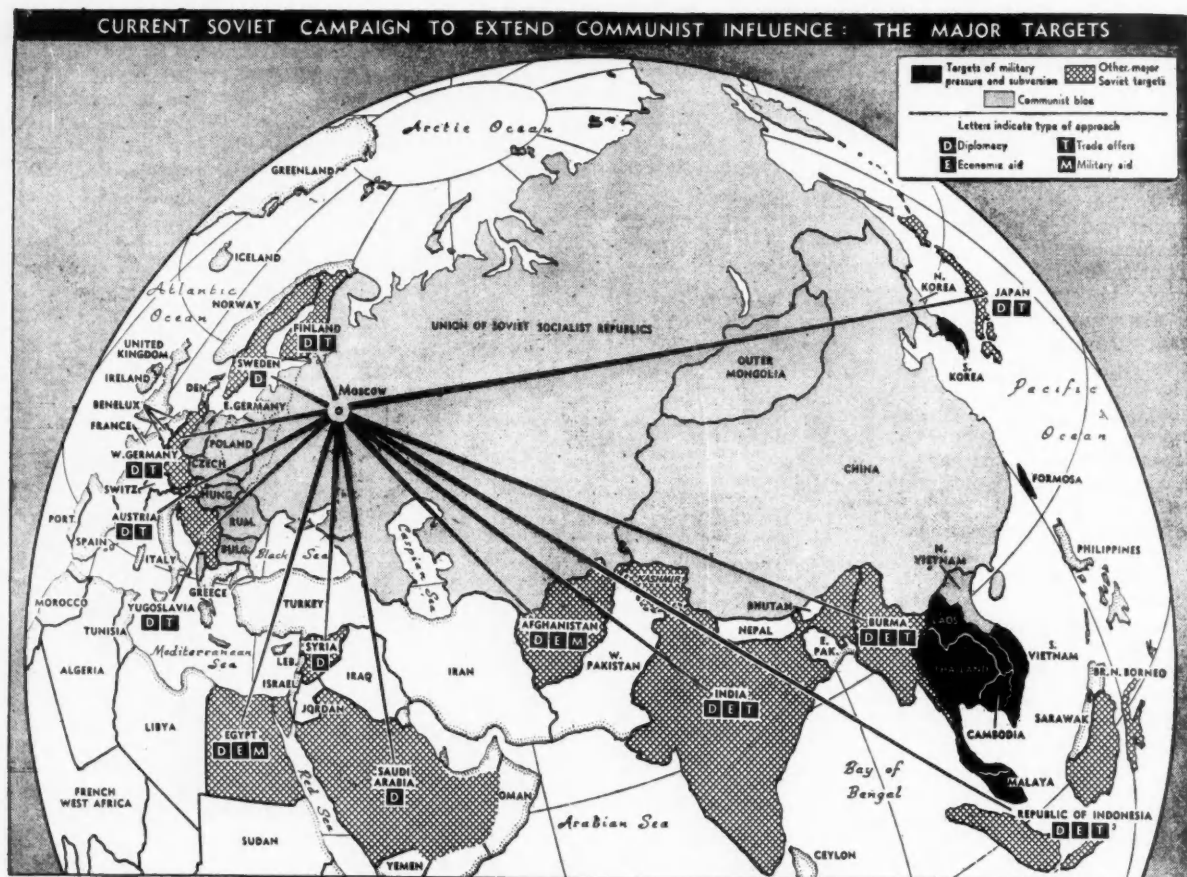 CURRENT SOVIET CAMPAIGN TO EXTEND COMMUNIST INFLUENCE: THE MAJOR TARGETS
Targets of military
pressure and subversion
Other major
Soviet targets
Communist bloc
Letters indicate type of approach
D Diplomacy
T Trade offers
E Economic aid
M Military aid
Arctic Ocean
GREENLAND
ICELAND
Atlantic
Ocean
NORWAY
FINLAND
D T
SWEDEN
D
UNION OF SOVIET SOCIALIST REPUBLICS
N.
KOREA
JAPAN
D T
S.
KOREA
OUTER
MONGOLIA
UNITED
KINGDOM
IRELAND
DEN.
BENELUX
E. GERMANY
Moscow
FRANCE
POLAND
W. GERMANY
D T
CZECH
Pacific
Ocean
SWITZ.
HUNG.
AUSTRIA
D T
RUM.
CHINA
FORMOSA
PORT.
SPAIN
ITALY
BULG.
Black Sea
Caspian
Sea
N.
VIETNAM
PHILIPPINES
MOROCCO
TUNISIA
YUGOSLAVIA
D T
GREECE
TURKEY
KASHMIR
BHUTAN
NEPAL
AFGHANISTAN
D E M
BURMA
D E T
LAOS
Mediterranean
Sea
SYRIA
D
LEB.
ISRAEL
IRAQ
IRAN
W.
PAKISTAN
E.
PAK.
THAILAND
S.
VIETNAM
ALGERIA
LIBYA
JORDAN
BR. N. BORNEO
EGYPT
D E M
INDIA
D E T
SARAWAK
CAMBODIA
SAUDI
ARABIA
D
MALAYA
FRENCH
WEST AFRICA
Red Sea
OMAN
Bay of
Bengal
REPUBLIC OF INDONESIA
D E T
SUDAN
YEMEN
Arabian Sea
CEYLON